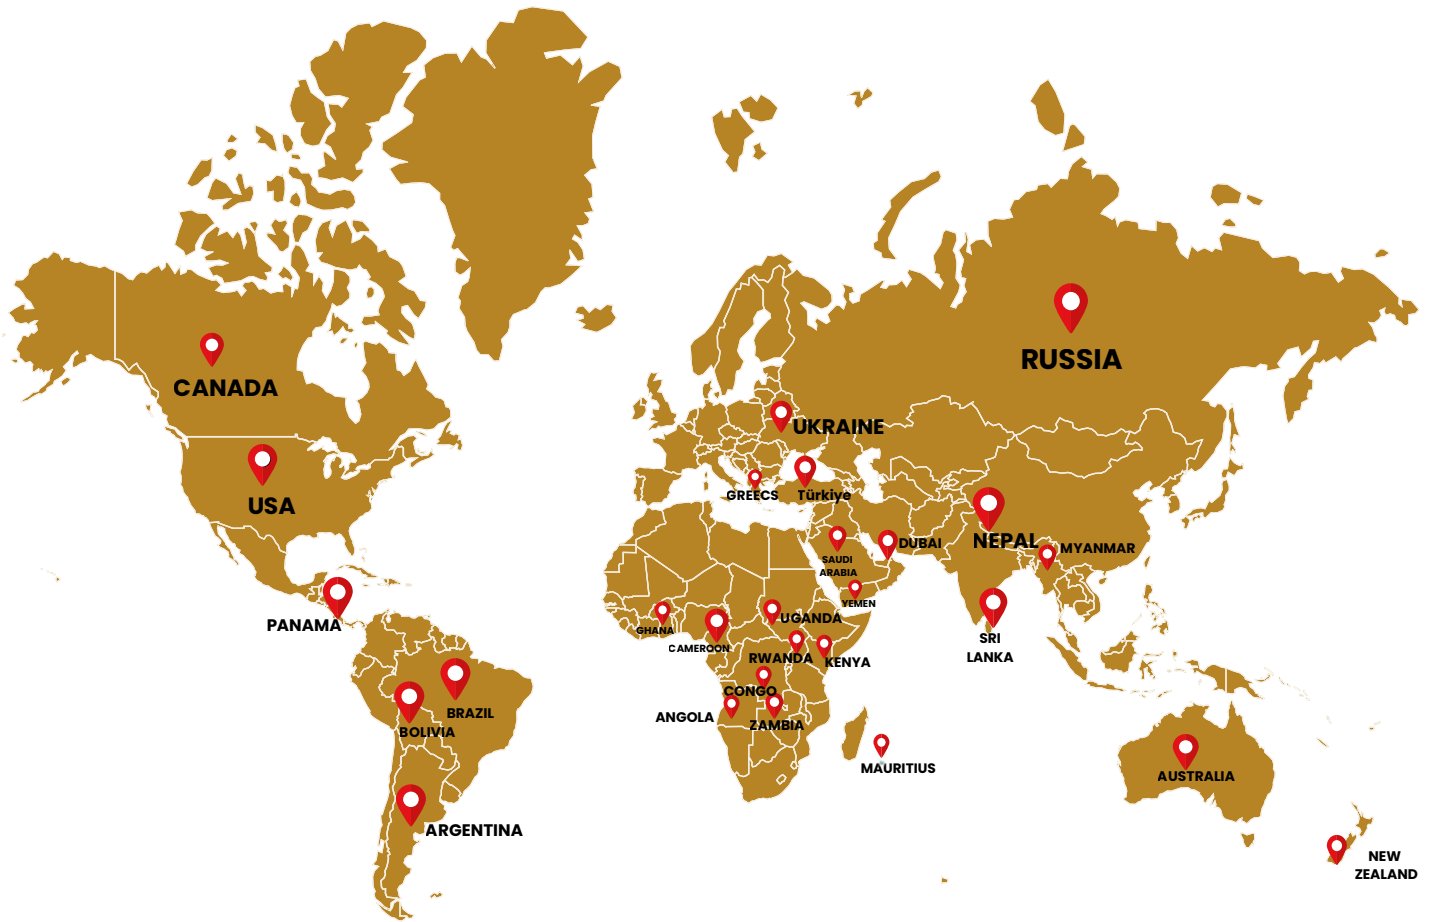 RUSSIA
CANADA
UKRAINE
USA
GREECS
Türkiye
NEPAL
DUBAI
MYANMAR
SAUDI
ARABIA
YEMEN
PANAMA
GHANA
UGANDA
CAMEROON
RWANDA
KENYA
SRI
LANKA
CONGO
BRAZIL
ANGOLA
ZAMBIA
BOLIVIA
MAURITIUS
AUSTRALIA
ARGENTINA
NEW
ZEALAND